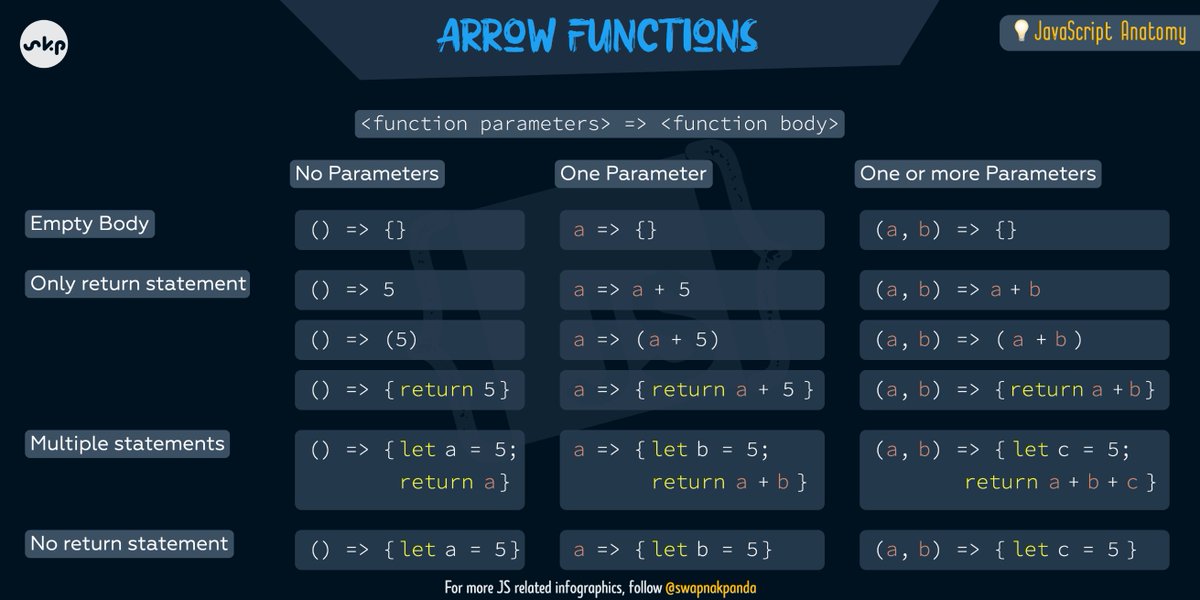 skp
ARROW FUNCTIONS
JavaScript Anatomy
<function parameters> => <function body>
No Parameters
One Parameter
One or more Parameters
Empty Body
() => {}
a => {}
(a, b) => {}
Only return statement
() => 5
a => a + 5
(a, b) => a + b
() => (5)
a => (a + 5)
(a, b) => ( a + b )
() => { return 5 }
a => { return a + 5 }
(a, b) => { return a + b }
Multiple statements
() => { let a = 5;
return a }
a => { let b = 5;
return a + b }
(a, b) => { let c = 5;
return a + b + c }
No return statement
() => { let a = 5}
a => { let b = 5}
(a, b) => { let c = 5 }
For more JS related infographics, follow @swapnakpanda